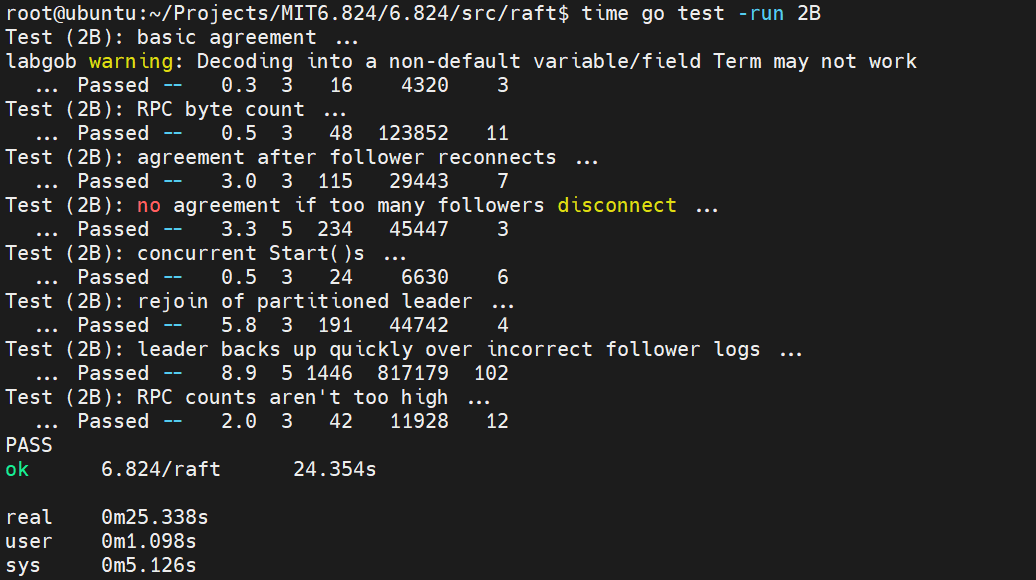 root@ubuntu:~/Projects/MIT6.824/6.824/src/raft$ time go test -run 2B
Test (2B): basic agreement ...
labgob warning: Decoding into a non-default variable/field Term may not work
  ... Passed --   0.3  3   16    4320    3
Test (2B): RPC byte count ...
  ... Passed --   0.5  3   48  123852   11
Test (2B): agreement after follower reconnects ...
  ... Passed --   3.0  3  115   29443    7
Test (2B): no agreement if too many followers disconnect ...
  ... Passed --   3.3  5  234   45447    3
Test (2B): concurrent Start()s ...
  ... Passed --   0.5  3   24    6630    6
Test (2B): rejoin of partitioned leader ...
  ... Passed --   5.8  3  191   44742    4
Test (2B): leader backs up quickly over incorrect follower logs ...
  ... Passed --   8.9  5 1446  817179  102
Test (2B): RPC counts aren't too high ...
  ... Passed --   2.0  3   42   11928   12
PASS
ok      6.824/raft      24.354s

real    0m25.338s
user    0m1.098s
sys     0m5.126s